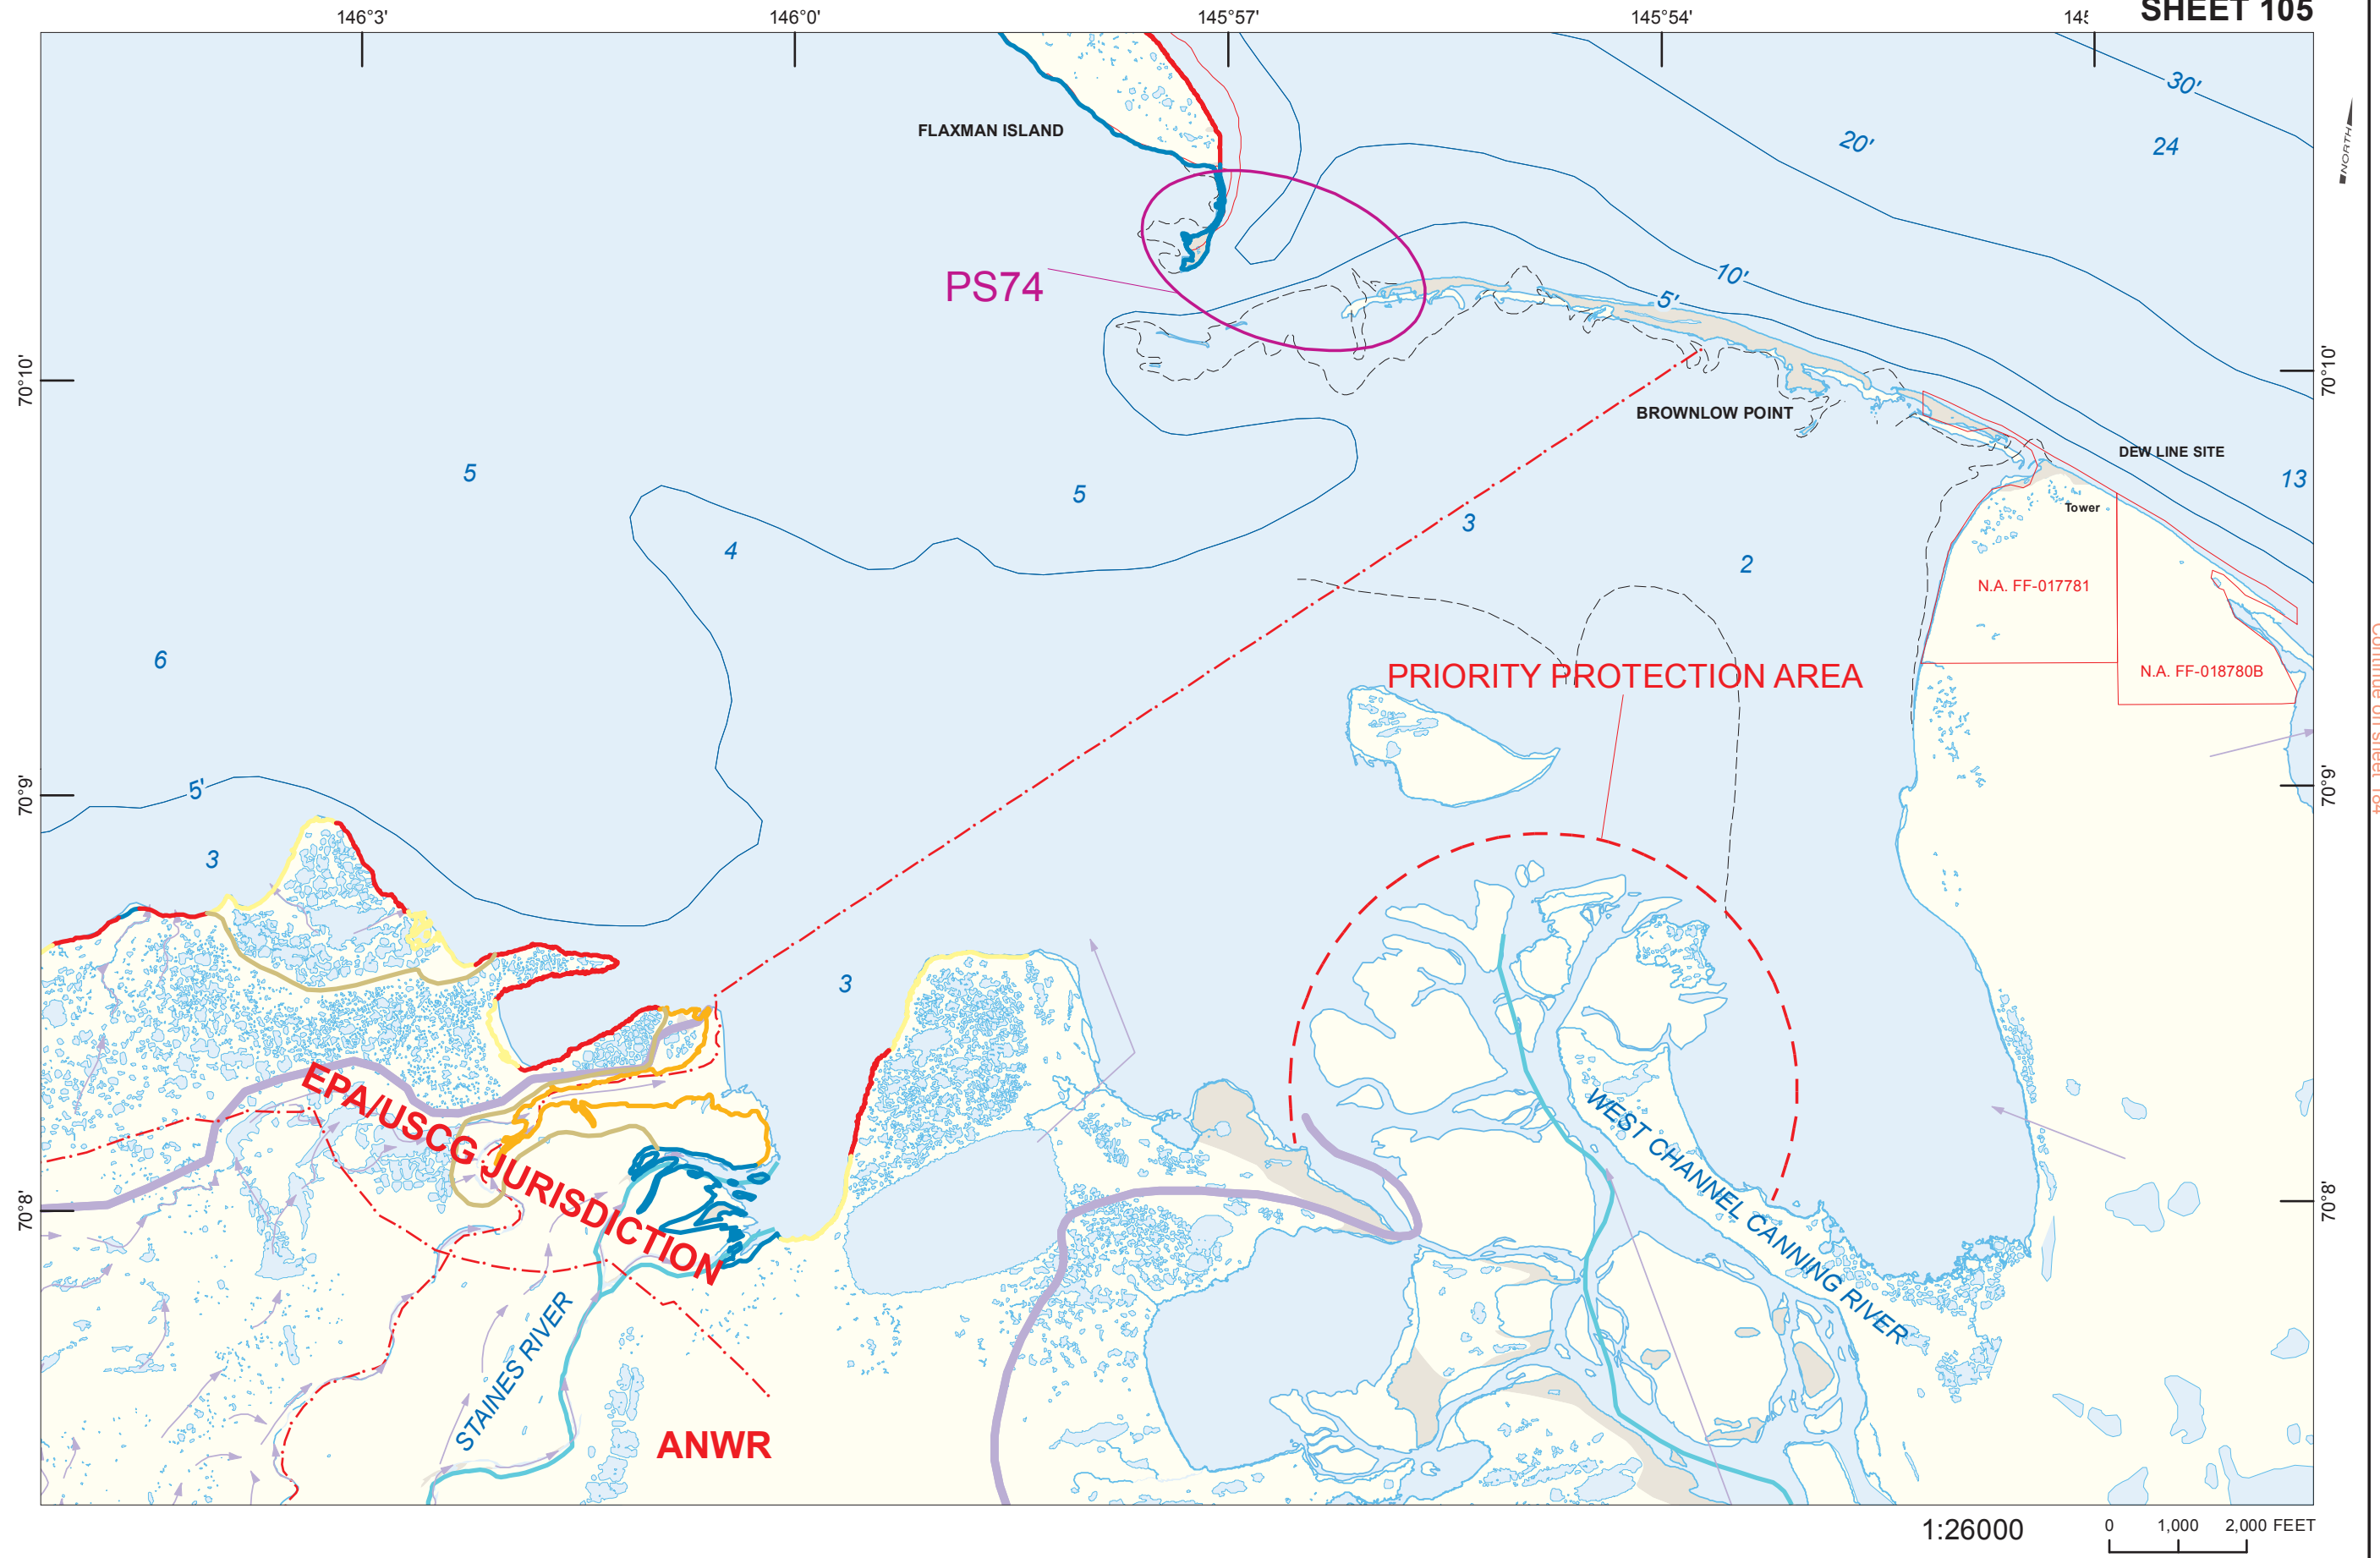 SHEET 105
146°3'
146°0'
145°57'
145°54'
30'
20'
24
NORTH
FLAXMAN ISLAND
PS74
10'
5'
70°10'
70°10'
BROWNLOW POINT
DEW LINE SITE
13
5
5
3
Tower
4
2
N.A. FF-017781
6
PRIORITY PROTECTION AREA
N.A. FF-018780B
5'
70°9'
70°9'
3
3
EPA/USCG JURISDICTION
WEST CHANNEL CANNING RIVER
70°8'
70°8'
STAINES RIVER
ANWR
1:26000
0 1,000 2,000 FEET